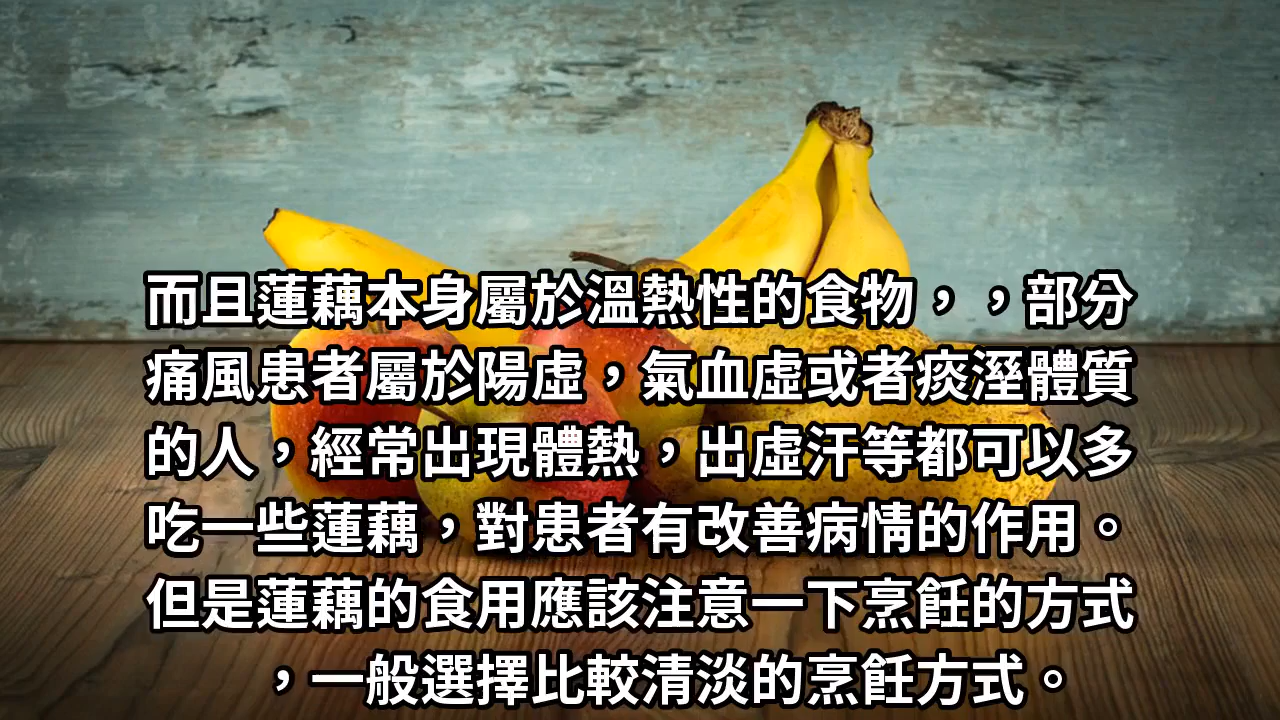 而且蓮藕本身屬於溫熱性的食物，，部分
痛風患者屬於陽虛，氣血虛或者痰溼體質
的人，經常出現體熱，出虛汗等都可以多
吃一些蓮藕，對患者有改善病情的作用。
但是蓮藕的食用應該注意一下烹飪的方式
，一般選擇比較清淡的烹飪方式。